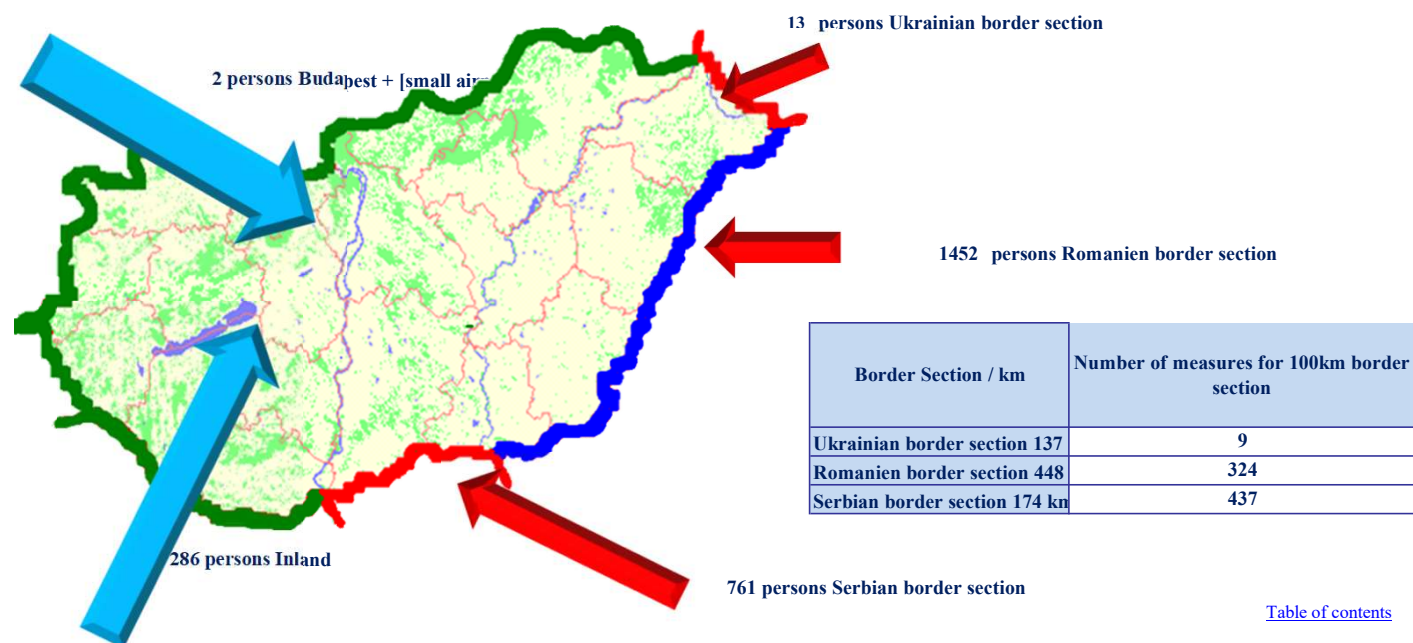 13 persons Ukrainian border section
2 persons Budapest + [small air
1452 persons Romanien border section
Border Section / km
Number of measures for 100km border
section
Ukrainian border section 137
9
Romanien border section 448
324
Serbian border section 174 km
437
286 persons Inland
761 persons Serbian border section
Table of contents